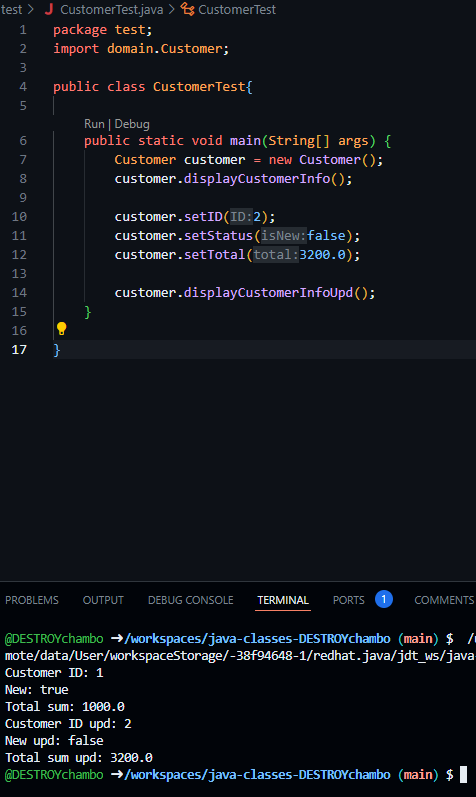 test > J CustomerTest.java > CustomerTest
1 package test;
2 import domain.Customer;
3
4 public class CustomerTest{
5
Run | Debug
6 public static void main(String[] args) {
7 Customer customer = new Customer();
8 customer.displayCustomerInfo();
9
10 customer.setID(ID:2);
11 customer.setStatus(isNew:false);
12 customer.setTotal(total:3200.0);
13
14 customer.displayCustomerInfoUpd();
15 }
16
17 }
PROBLEMS OUTPUT DEBUG CONSOLE TERMINAL PORTS 1 COMMENTS
@DESTROYchambo ➜/workspaces/java-classes-DESTROYchambo (main) $ /u
mote/data/User/workspaceStorage/-38f94648-1/redhat.java/jdt_ws/java
Customer ID: 1
New: true
Total sum: 1000.0
Customer ID upd: 2
New upd: false
Total sum upd: 3200.0
@DESTROYchambo ➜/workspaces/java-classes-DESTROYchambo (main) $